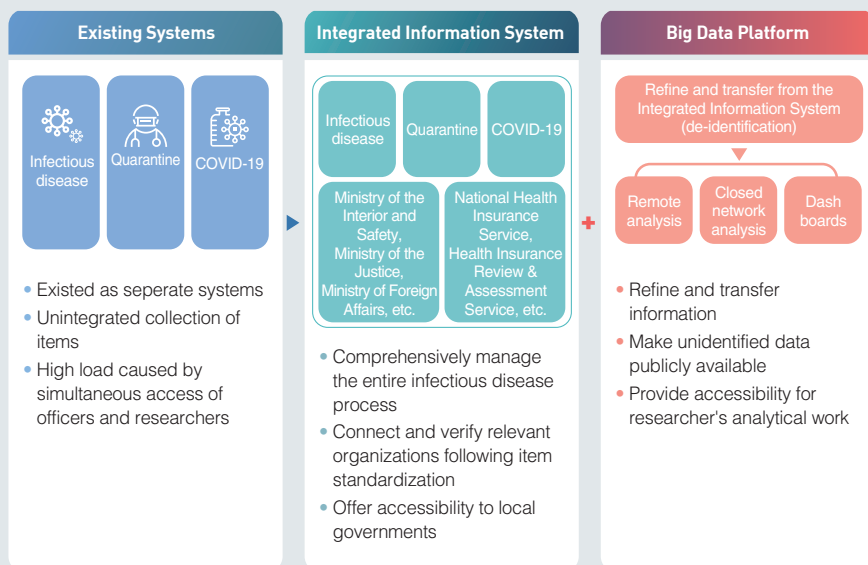 Existing Systems
Infectious
disease
Quarantine
COVID-19
• Existed as seperate systems
• Unintegrated collection of
items
• High load caused by
simultaneous access of
officers and researchers
Integrated Information System
Infectious
disease
Quarantine
COVID-19
Ministry of the
Interior and
Safety,
Ministry of the
Justice,
Ministry of Foreign
Affairs, etc.
National Health
Insurance
Service,
Health Insurance
Review &
Assessment
Service, etc.
• Comprehensively manage
the entire infectious disease
process
• Connect and verify relevant
organizations following item
standardization
• Offer accessibility to local
governments
Big Data Platform
Refine and transfer from the
Integrated Information System
(de-identification)
Remote
analysis
Closed
network
analysis
Dash
boards
• Refine and transfer
information
• Make unidentified data
publicly available
• Provide accessibility for
researcher's analytical work